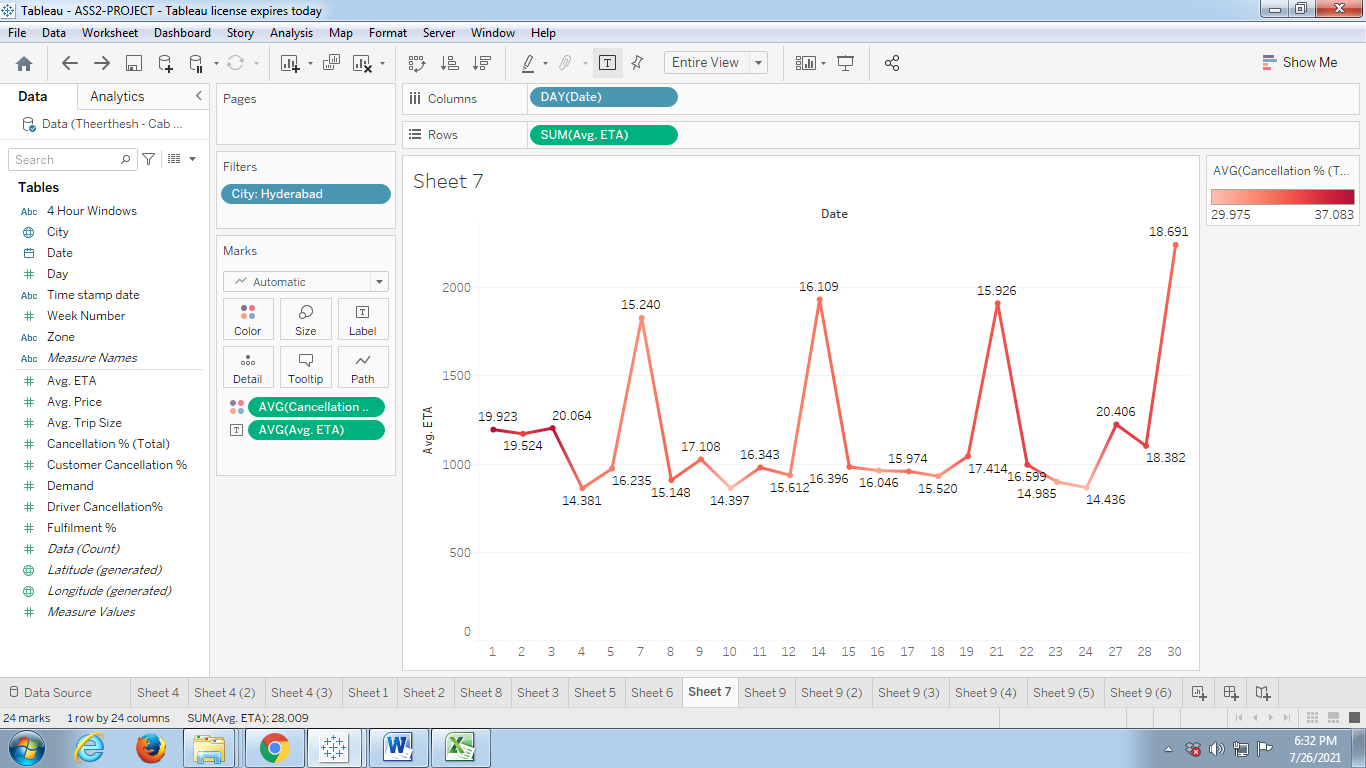 Tableau - ASS2-PROJECT - Tableau license expires today
File Data Worksheet Dashboard Story Analysis Map Format Server Window Help
Entire View
Show Me
Data Analytics
Data (Theerthesh - Cab ...
Search
Tables
Abc 4 Hour Windows
City
Date
# Day
Abc Time stamp date
# Week Number
Abc Zone
Abc Measure Names
# Avg. ETA
# Avg. Price
# Avg. Trip Size
# Cancellation % (Total)
# Customer Cancellation %
# Demand
# Driver Cancellation%
# Fulfilment %
# Data (Count)
Latitude (generated)
Longitude (generated)
# Measure Values
Pages
Filters
City: Hyderabad
Marks
Automatic
Color Size Label
Detail Tooltip Path
AVG(Cancellation ..
AVG(Avg. ETA)
Columns DAY(Date)
Rows SUM(Avg. ETA)
Sheet 7
Date
Avg. ETA
2000
1500
1000
500
0
19.923
19.524
20.064
14.381
16.235
15.240
15.148
17.108
14.397
16.343
15.612
16.109
16.396
16.046
15.974
15.520
17.414
15.926
16.599
14.985
14.436
20.406
18.382
18.691
1 2 3 4 5 7 8 9 10 11 12 14 15 16 17 18 19 21 22 23 24 27 28 30
AVG(Cancellation % (T...
29.975 37.083
Data Source Sheet 4 Sheet 4 (2) Sheet 4 (3) Sheet 1 Sheet 2 Sheet 8 Sheet 3 Sheet 5 Sheet 6 Sheet 7 Sheet 9 Sheet 9 (2) Sheet 9 (3) Sheet 9 (4) Sheet 9 (5) Sheet 9 (6)
24 marks 1 row by 24 columns SUM(Avg. ETA): 28.009
6:32 PM
7/26/2021